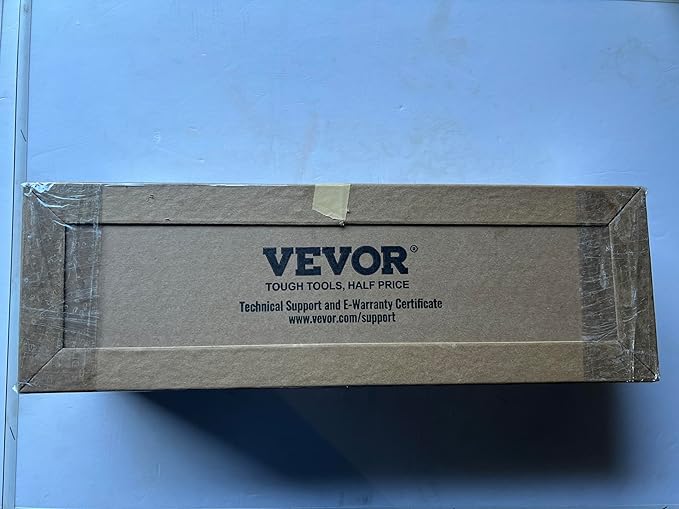 VEVOR®
TOUGH TOOLS, HALF PRICE
Technical Support and E-Warranty Certificate
www.vevor.com/support